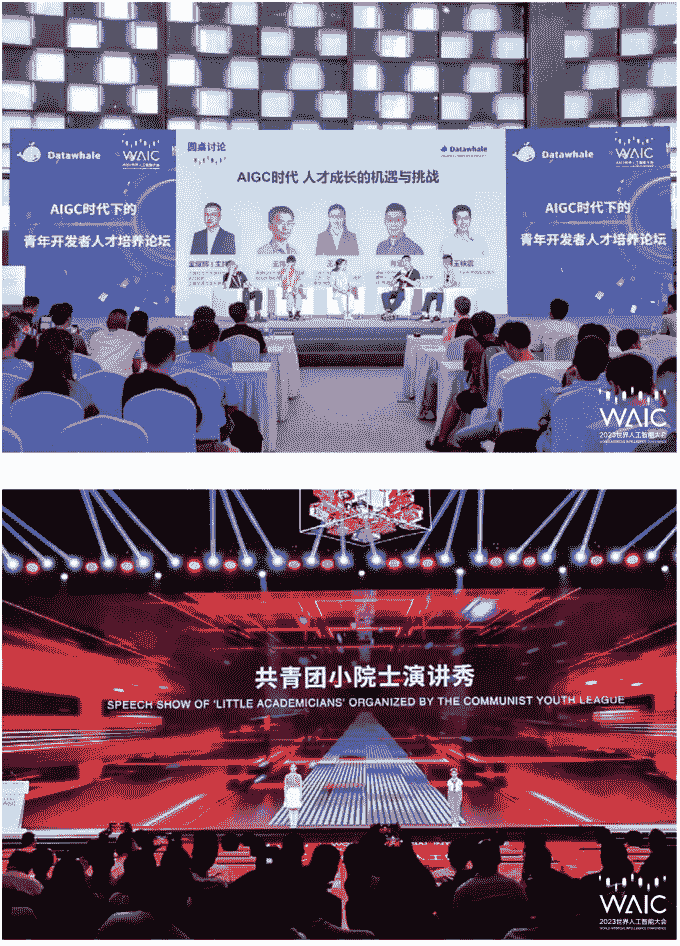 Datawhale
WAIC
AIGC时代下的
青年开发者人才培养论坛
圆桌讨论
Datawhale
AIGC时代 人才成长的机遇与挑战
Datawhale
WAIC
AIGC时代下的
青年开发者人才培养论坛
WAIC
2023世界人工智能大会
WORLD ARTIFICIAL INTELLIGENCE CONFERENCE
共青团小院士演讲秀
SPEECH SHOW OF 'LITTLE ACADEMICIANS' ORGANIZED BY THE COMMUNIST YOUTH LEAGUE
WAIC
2023世界人工智能大会
WORLD ARTIFICIAL INTELLIGENCE CONFERENCE